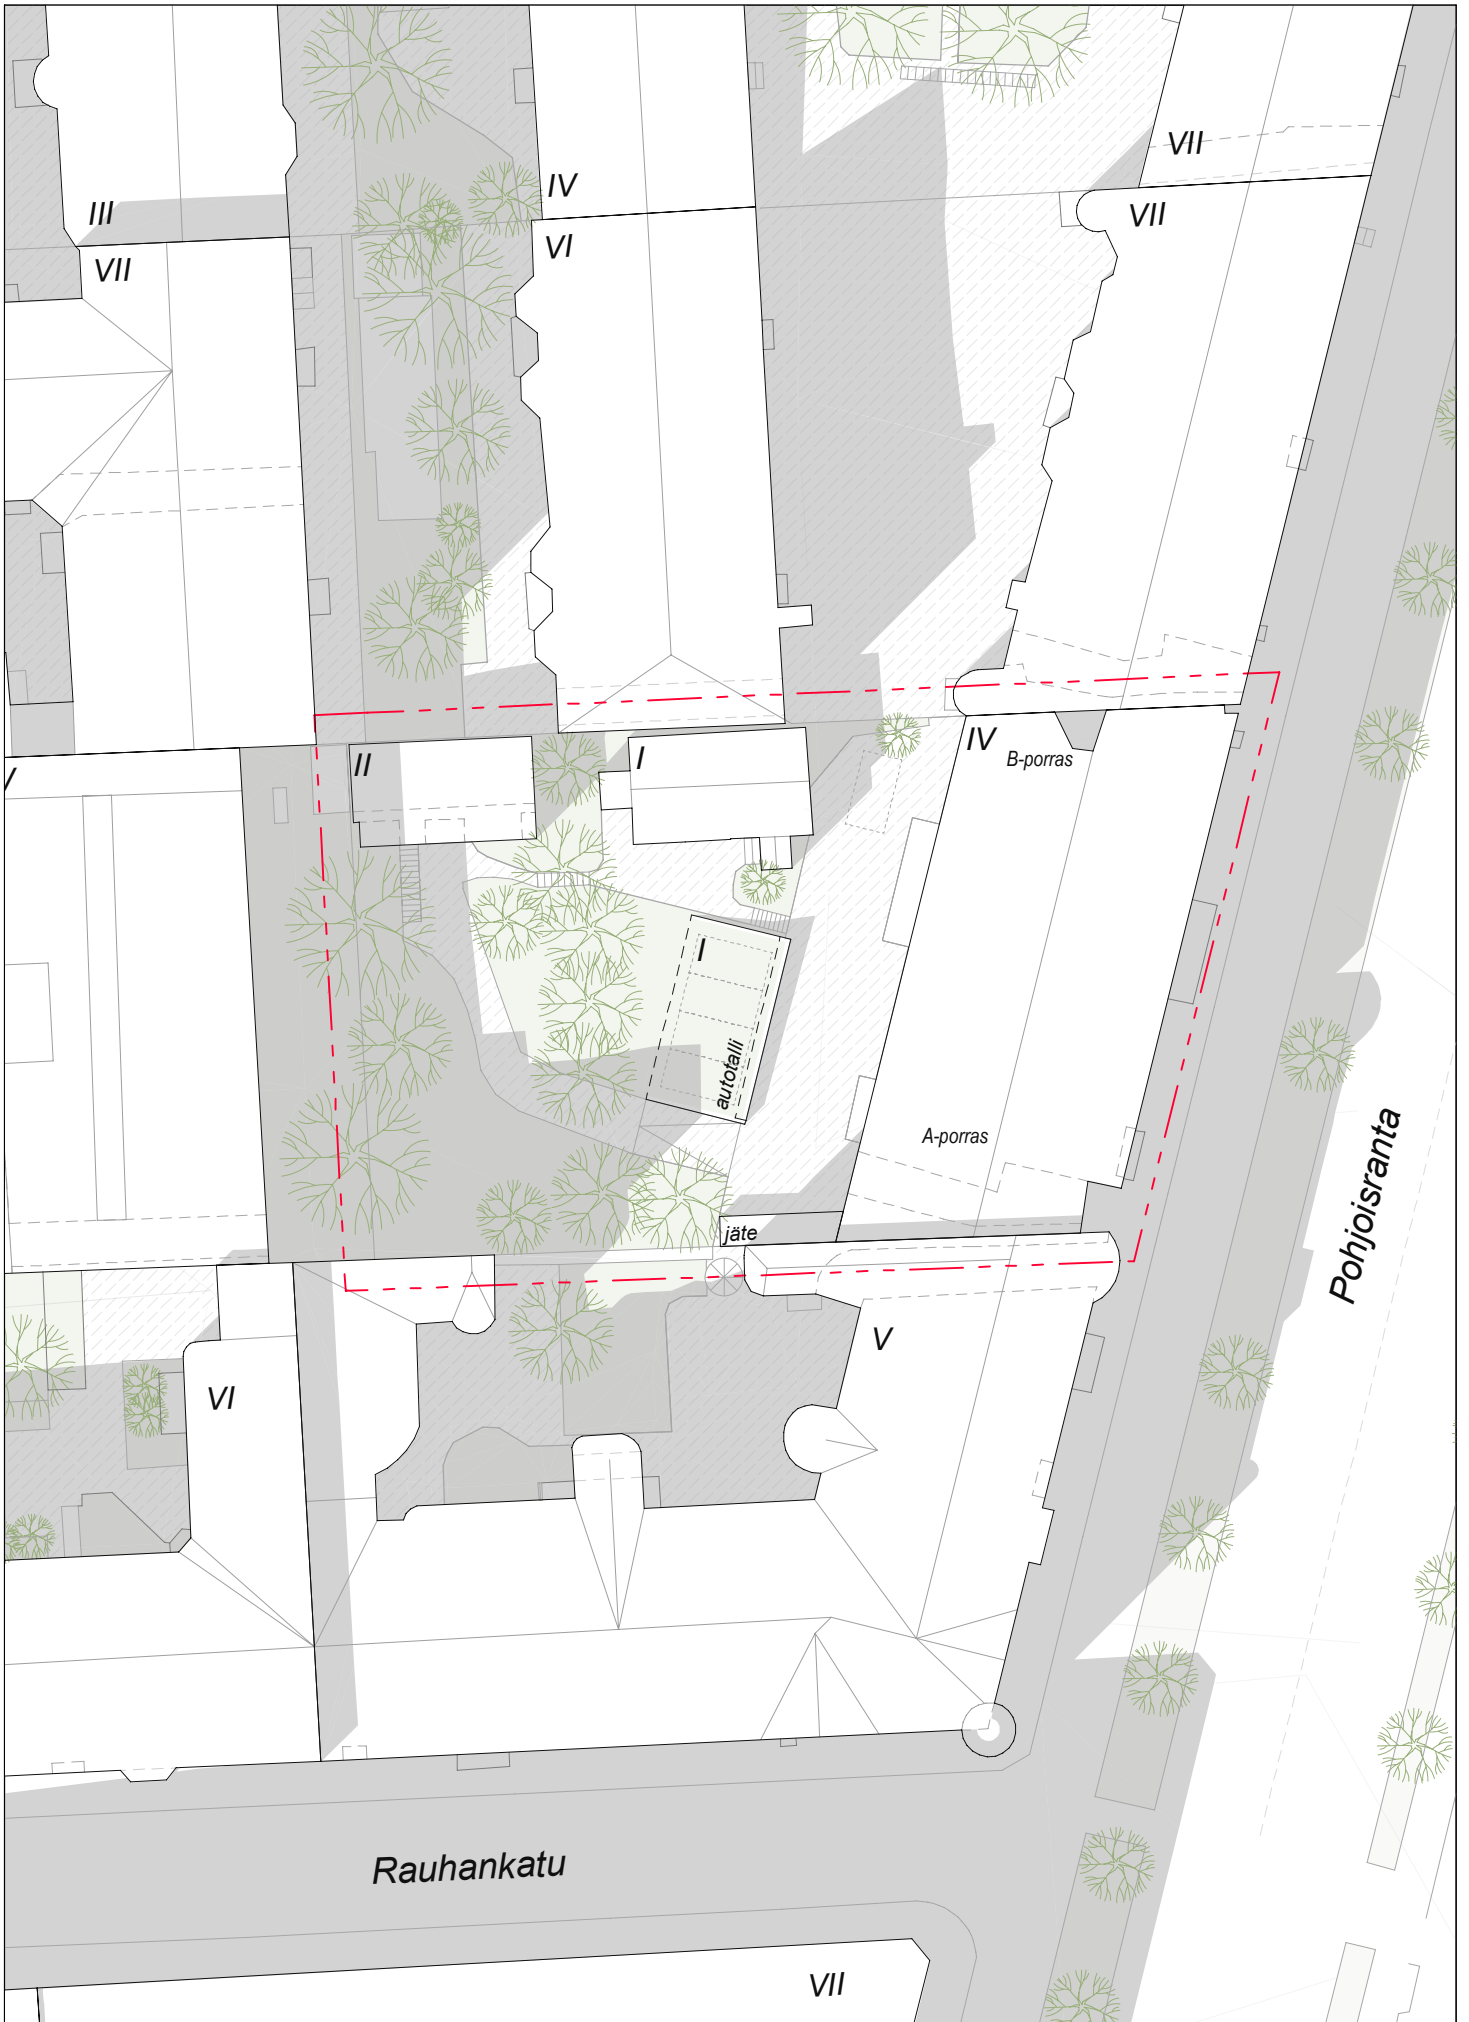 VII
IV
III
VII
VI
VII
II
I
IV
B-porras
V
I
autotalli
A-porras
Pohjoisranta
jäte
V
VI
Rauhankatu
VII